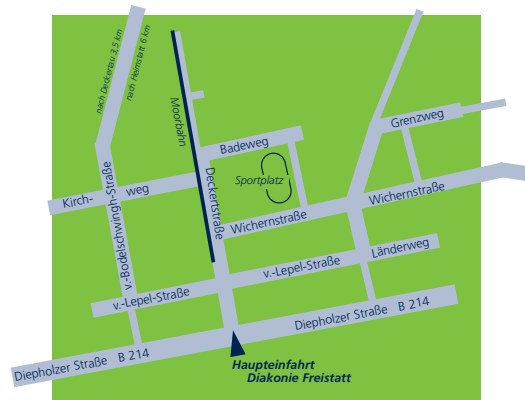 nach Deckertau 3,5 km
nach Heimstatt 6 km
Moorbahn
Badeweg
Grenzweg
Kirch- weg
v.-Bodelschwingh-Straße
Deckertstraße
Sportplatz
Wichernstraße
Wichernstraße
v.-Lepel-Straße
v.-Lepel-Straße
Länderweg
Diepholzer Straße B 214
Diepholzer Straße B 214
Haupteinfahrt
Diakonie Freistatt